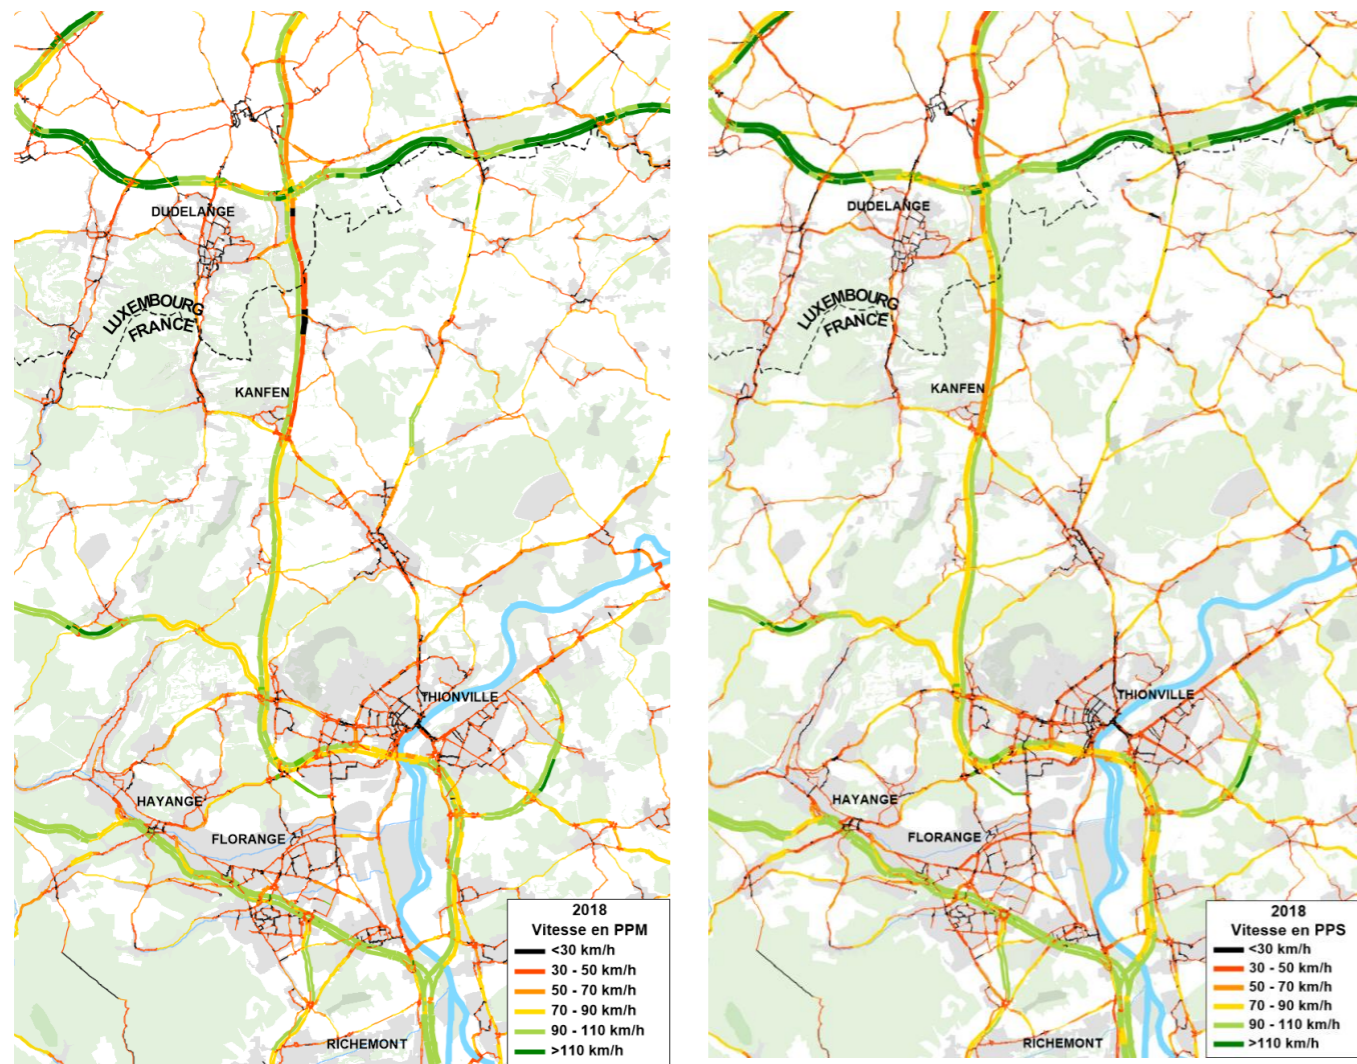 DUDELANGE
LUXEMBOURG
FRANCE
KANFEN
THIONVILLE
HAYANGE
FLORANGE
RICHEMONT
2018
Vitesse en PPM
<30 km/h
30 - 50 km/h
50 - 70 km/h
70 - 90 km/h
90 - 110 km/h
>110 km/h
DUDELANGE
LUXEMBOURG
FRANCE
KANFEN
THIONVILLE
HAYANGE
FLORANGE
RICHEMONT
2018
Vitesse en PPS
<30 km/h
30 - 50 km/h
50 - 70 km/h
70 - 90 km/h
90 - 110 km/h
>110 km/h